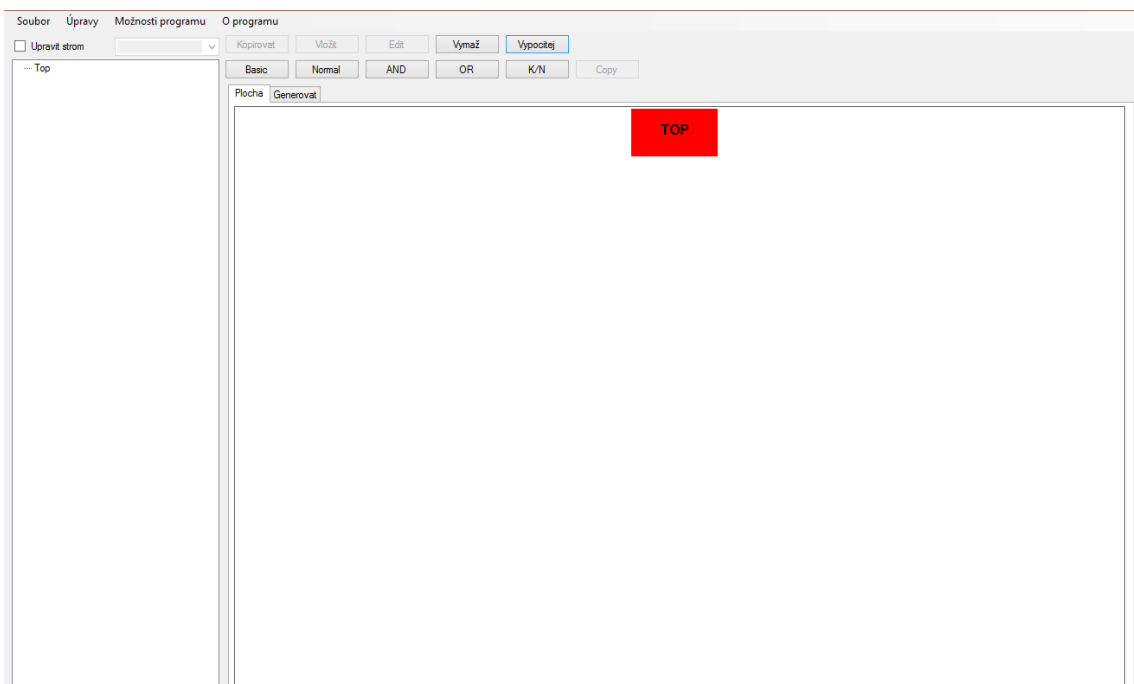 Soubor Úpravy Možnosti programu O programu
Upravit strom Kopirovat Vložit Edit Vymaž Vypocitej
Top Basic Normal AND OR K/N Copy
Plocha Generovat
TOP